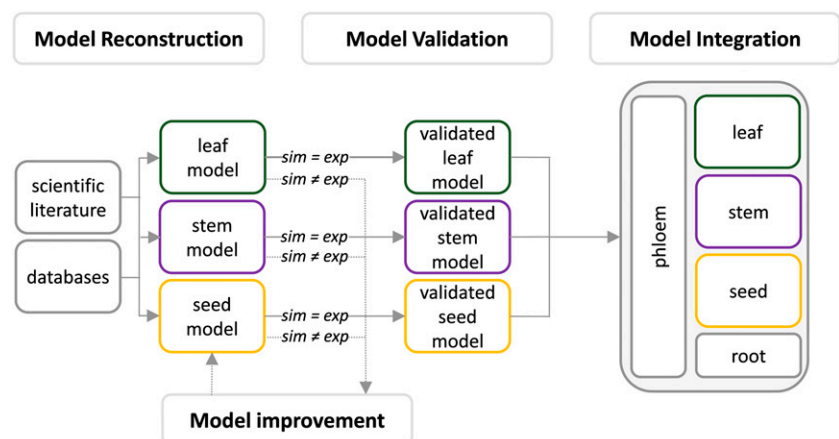 Model Reconstruction
Model Validation
Model Integration
scientific
literature
databases
leaf
model
sim = exp
sim ≠ exp
validated
leaf
model
stem
model
sim = exp
sim ≠ exp
validated
stem
model
seed
model
sim = exp
sim ≠ exp
validated
seed
model
phloem
leaf
stem
seed
root
Model improvement